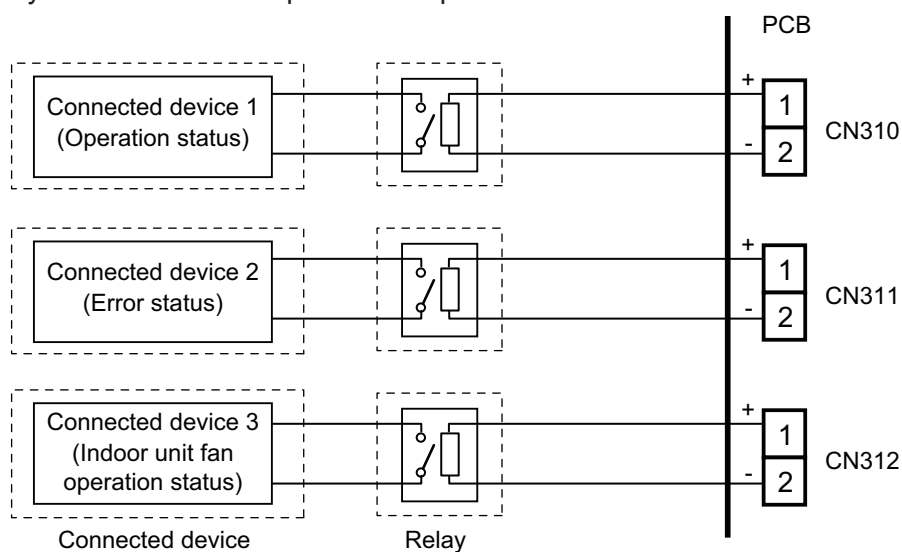 PCB
Connected device 1
(Operation status)
+
1
-
2
CN310
Connected device 2
(Error status)
+
1
-
2
CN311
Connected device 3
(Indoor unit fan
operation status)
+
1
-
2
CN312
Connected device
Relay